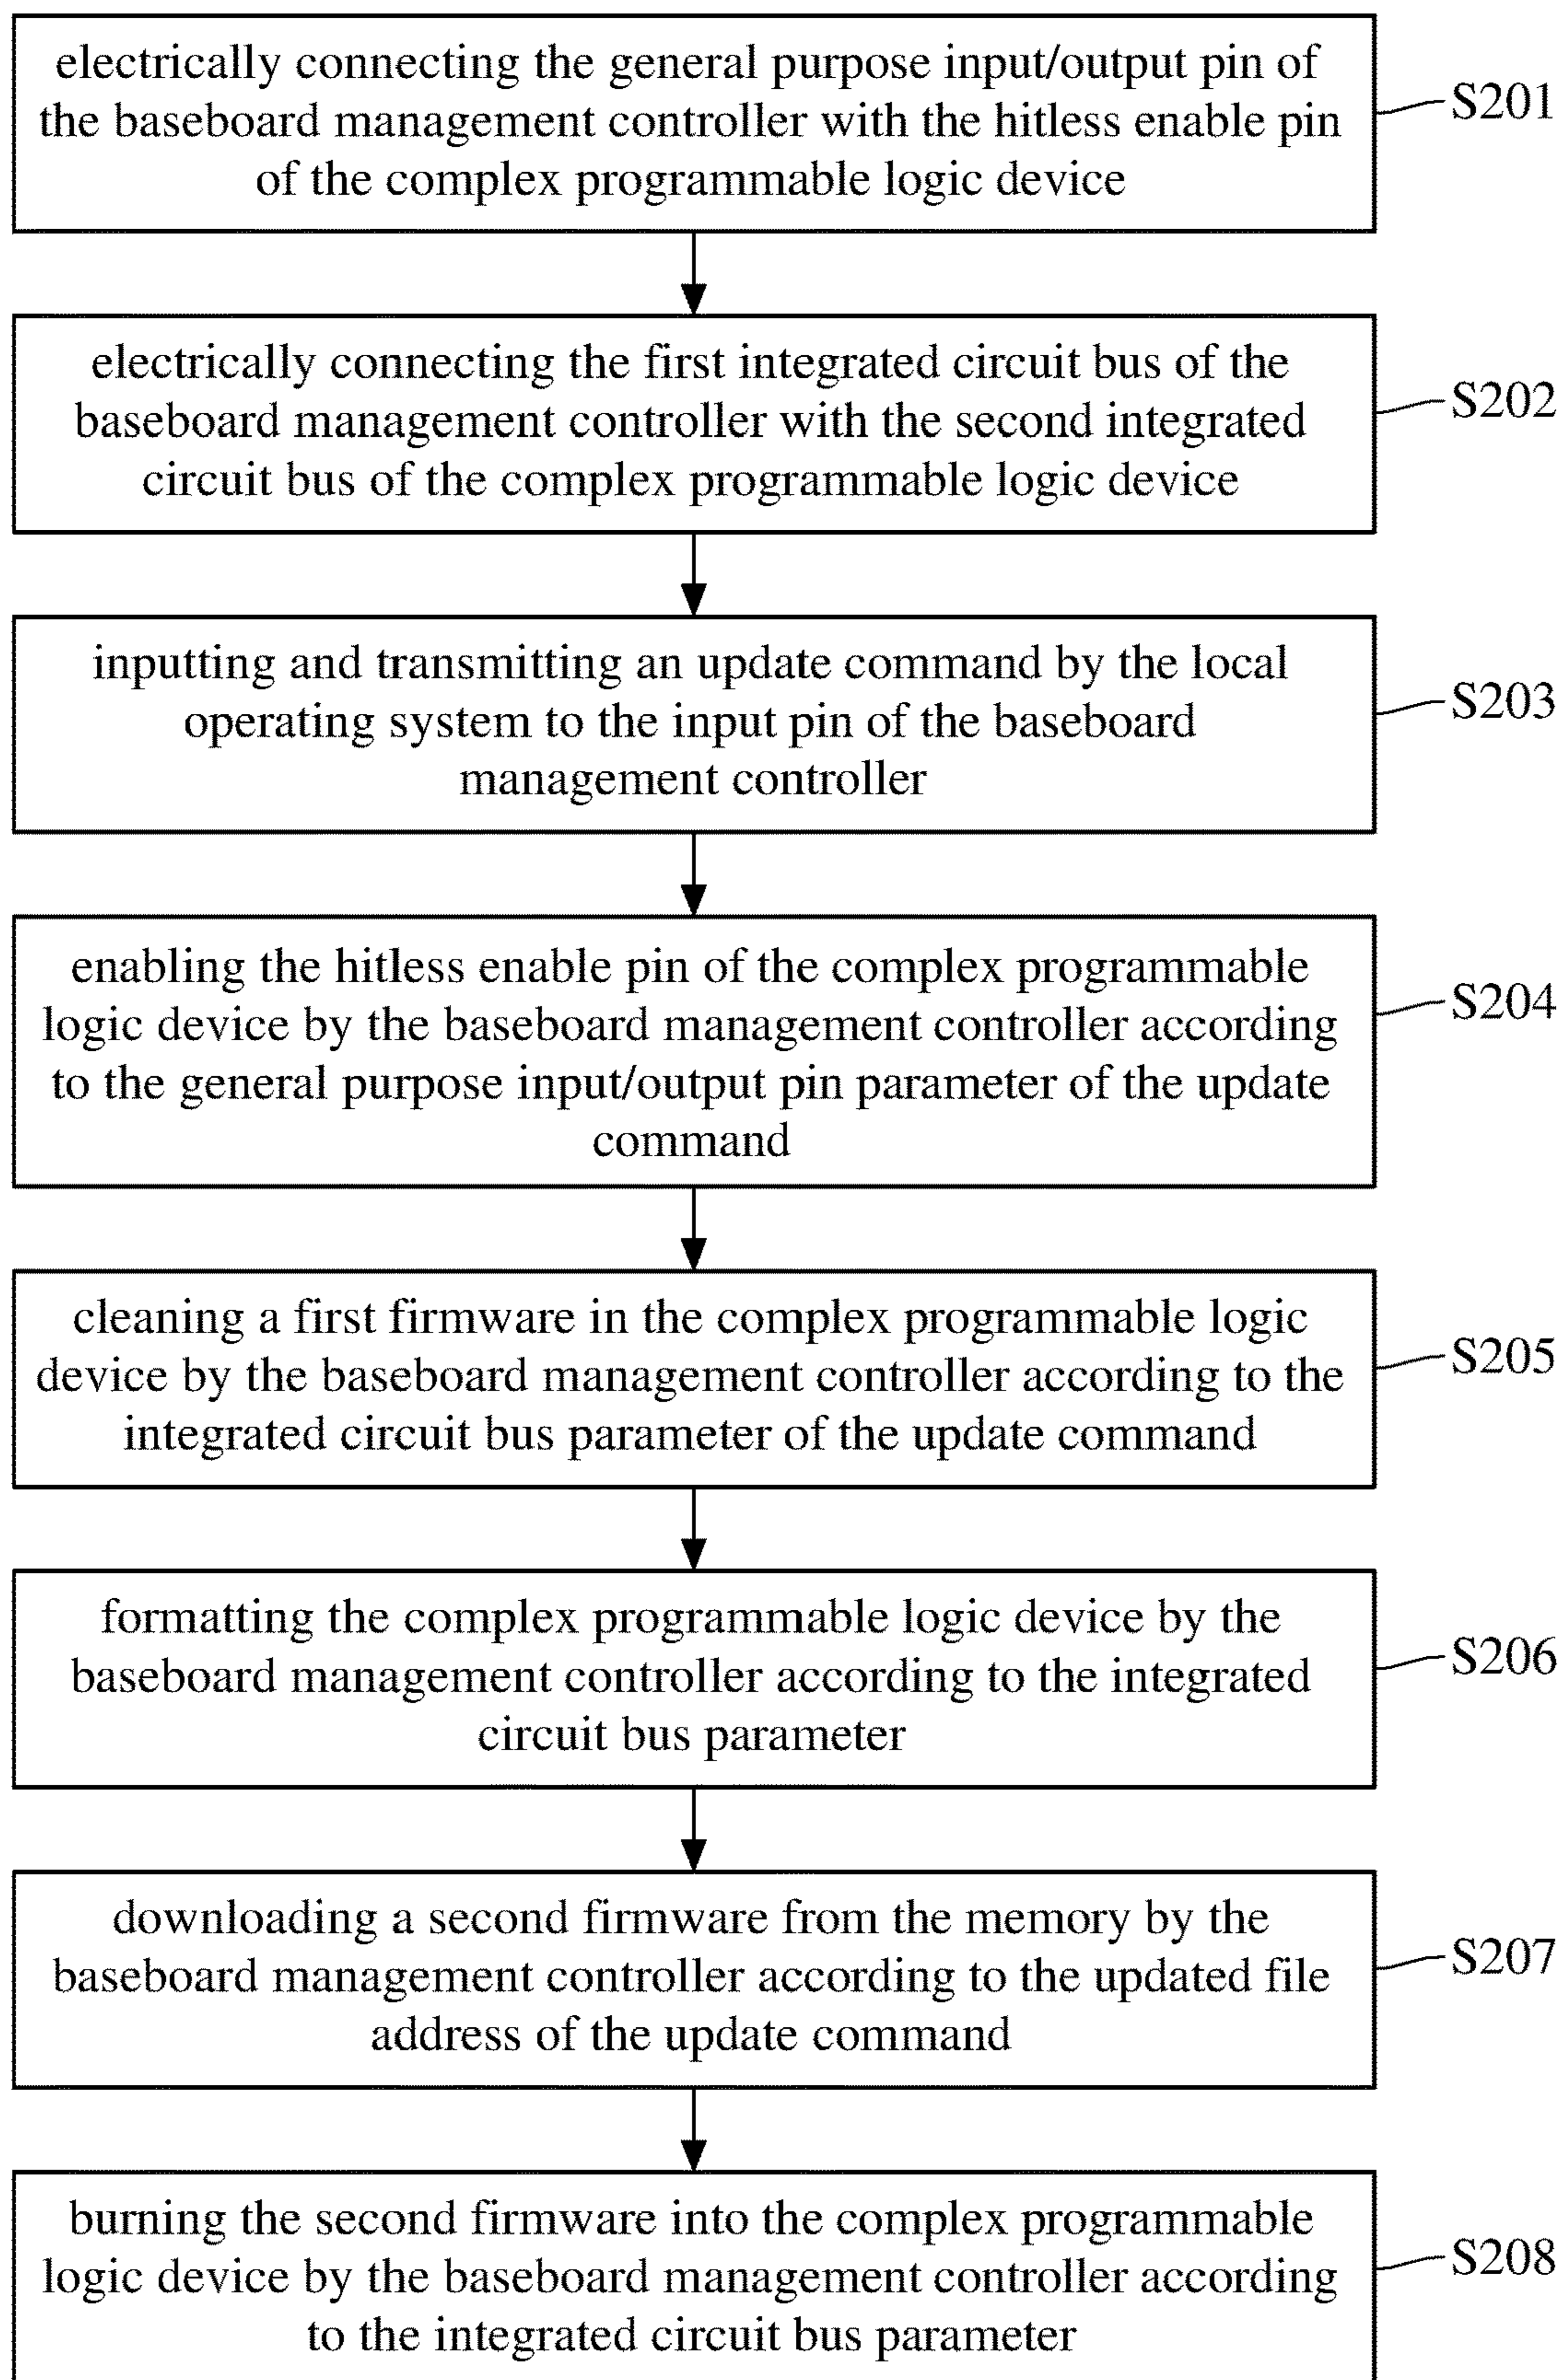 electrically connecting the general purpose input/output pin of
the baseboard management controller with the hitless enable pin
of the complex programmable logic device
S201
electrically connecting the first integrated circuit bus of the
baseboard management controller with the second integrated
circuit bus of the complex programmable logic device
S202
inputting and transmitting an update command by the local
operating system to the input pin of the baseboard
management controller
S203
enabling the hitless enable pin of the complex programmable
logic device by the baseboard management controller according
to the general purpose input/output pin parameter of the update
command
S204
cleaning a first firmware in the complex programmable logic
device by the baseboard management controller according to the
integrated circuit bus parameter of the update command
S205
formatting the complex programmable logic device by the
baseboard management controller according to the integrated
circuit bus parameter
S206
downloading a second firmware from the memory by the
baseboard management controller according to the updated file
address of the update command
S207
burning the second firmware into the complex programmable
logic device by the baseboard management controller according
to the integrated circuit bus parameter
S208